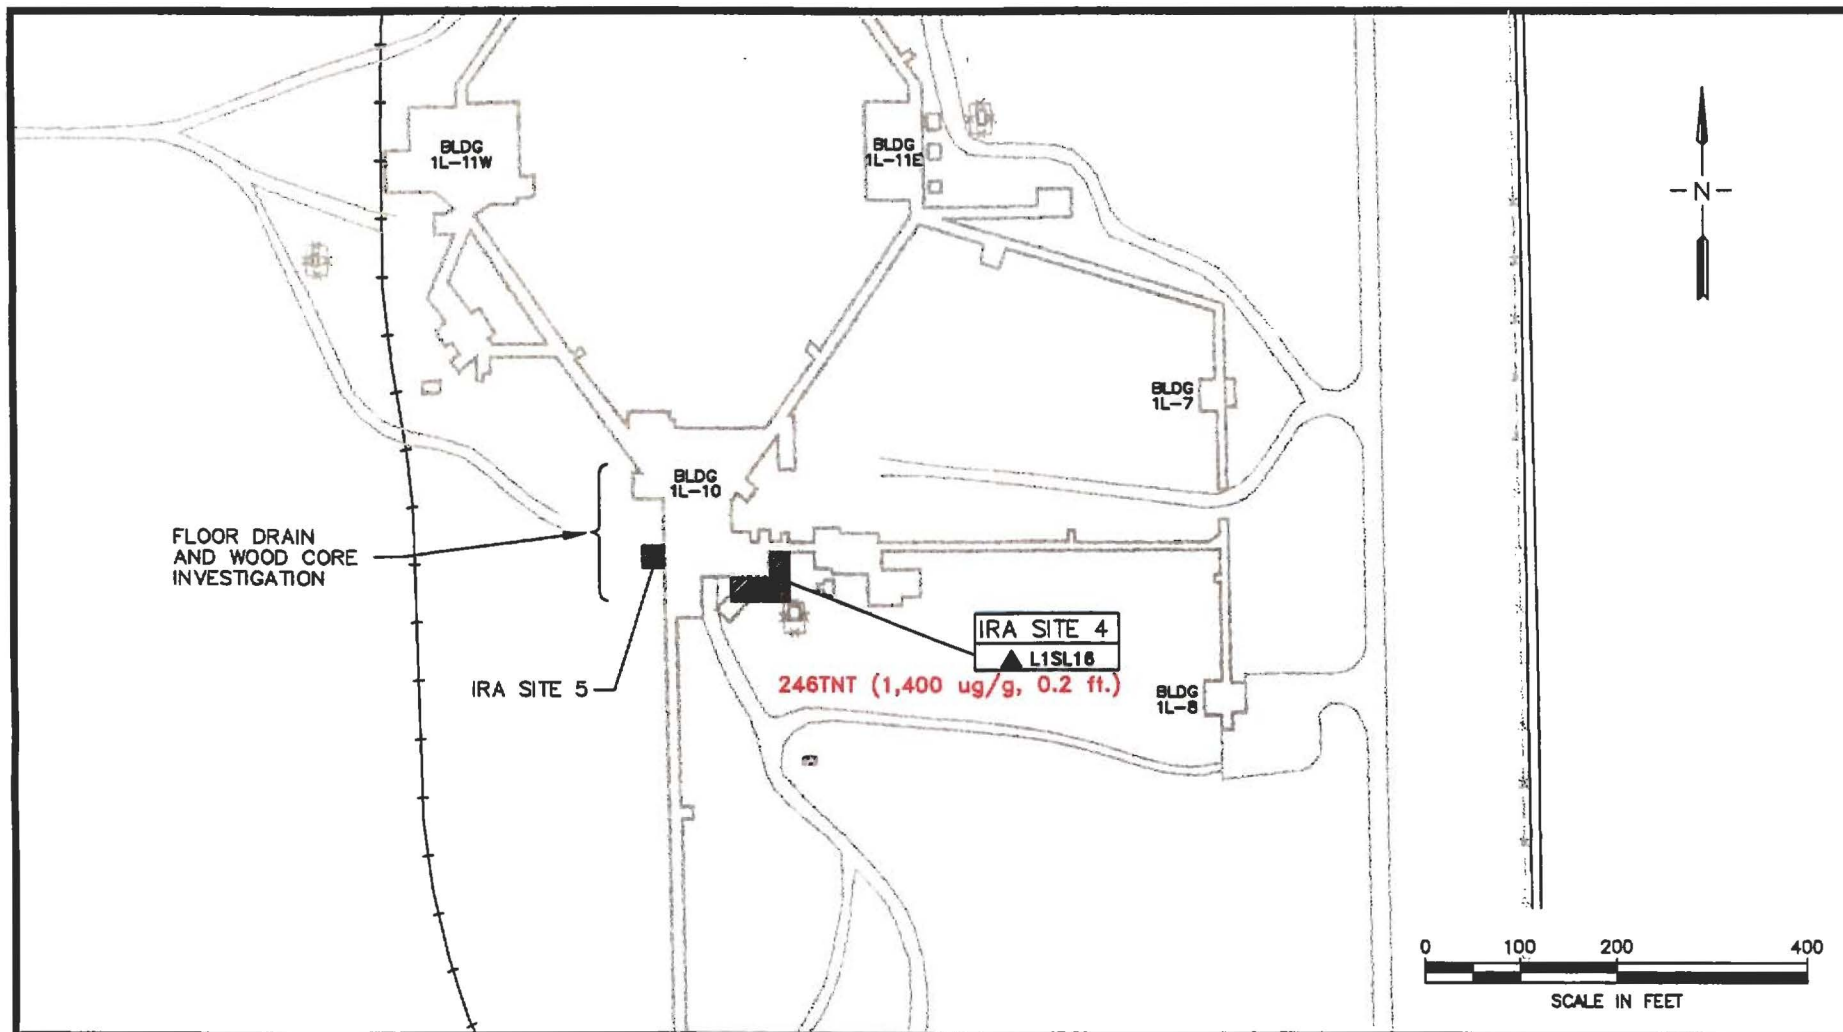 BLDG
1L-11W
BLDG
1L-11E
N
BLDG
1L-7
BLDG
1L-10
FLOOR DRAIN
AND WOOD CORE
INVESTIGATION
IRA SITE 4
▲ L1SL16
IRA SITE 5
246TNT (1,400 ug/g, 0.2 ft.)
BLDG
1L-8
0 100 200 400
SCALE IN FEET